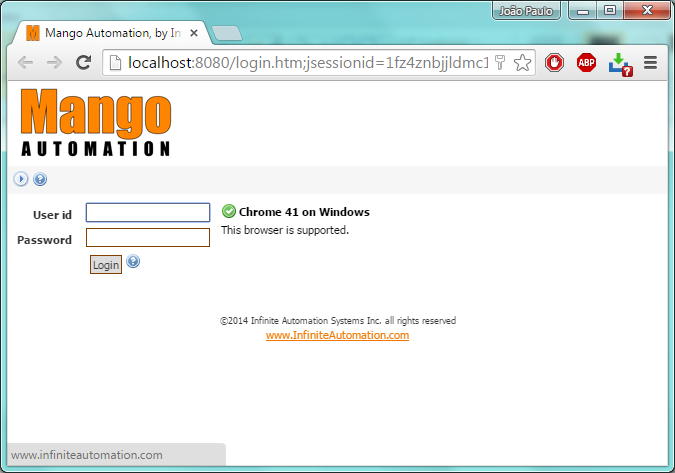 João Paulo
Mango Automation, by In
localhost:8080/login.htm;jsessionid=1fz4znbjjldmc1
ABP
Mango
AUTOMATION
User id
Chrome 41 on Windows
This browser is supported.
Password
Login
©2014 Infinite Automation Systems Inc. all rights reserved
www.InfiniteAutomation.com
www.infiniteautomation.com